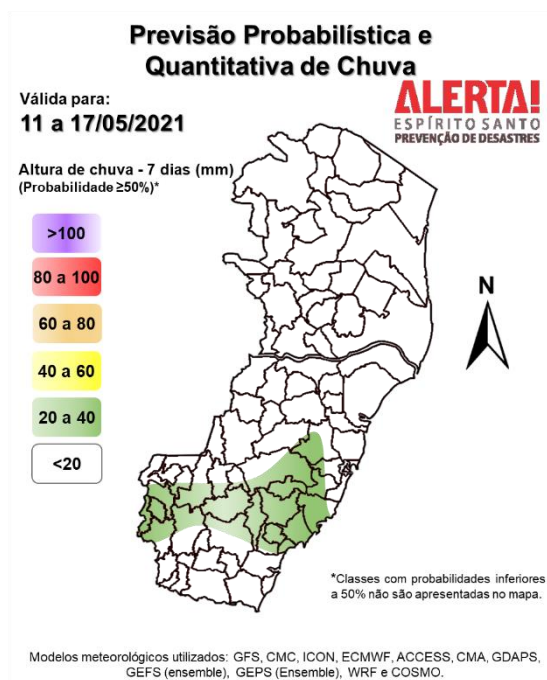 Previsão Probabilística e
Quantitativa de Chuva
Válida para:
11 a 17/05/2021
ALERTA!
ESPÍRITO SANTO
PREVENÇÃO DE DESASTRES
Altura de chuva - 7 dias (mm)
(Probabilidade ≥50%)*
>100
80 a 100
60 a 80
40 a 60
20 a 40
<20
N
*Classes com probabilidades inferiores
a 50% não são apresentadas no mapa.
Modelos meteorológicos utilizados: GFS, CMC, ICON, ECMWF, ACCESS, CMA, GDAPS,
GEFS (ensemble), GEPS (Ensemble), WRF e COSMO.